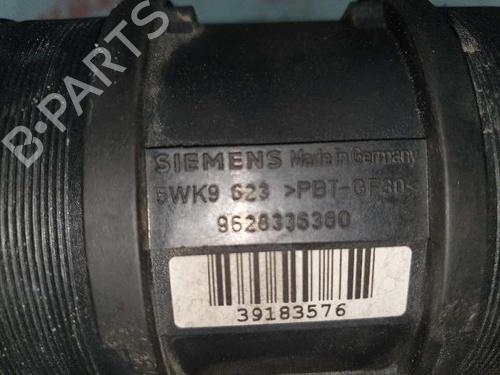 B-PARTS
SIEMENS Made in Germany
5WK9 623 >PBT-GF30<
9628336380
39183576